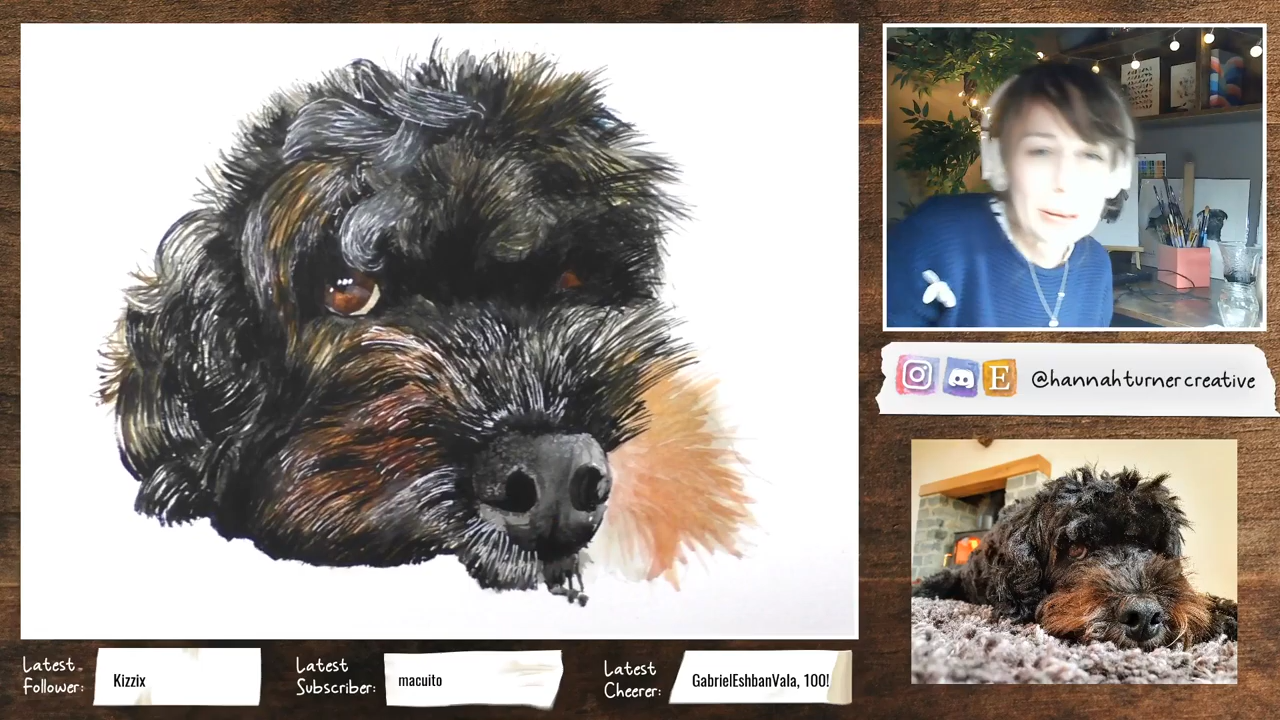 @hannahturnercreative
E
Latest
Follower:
Kizzix
Latest
Subscriber:
macuito
Latest
Cheerer:
GabrielEshbanVala, 100!